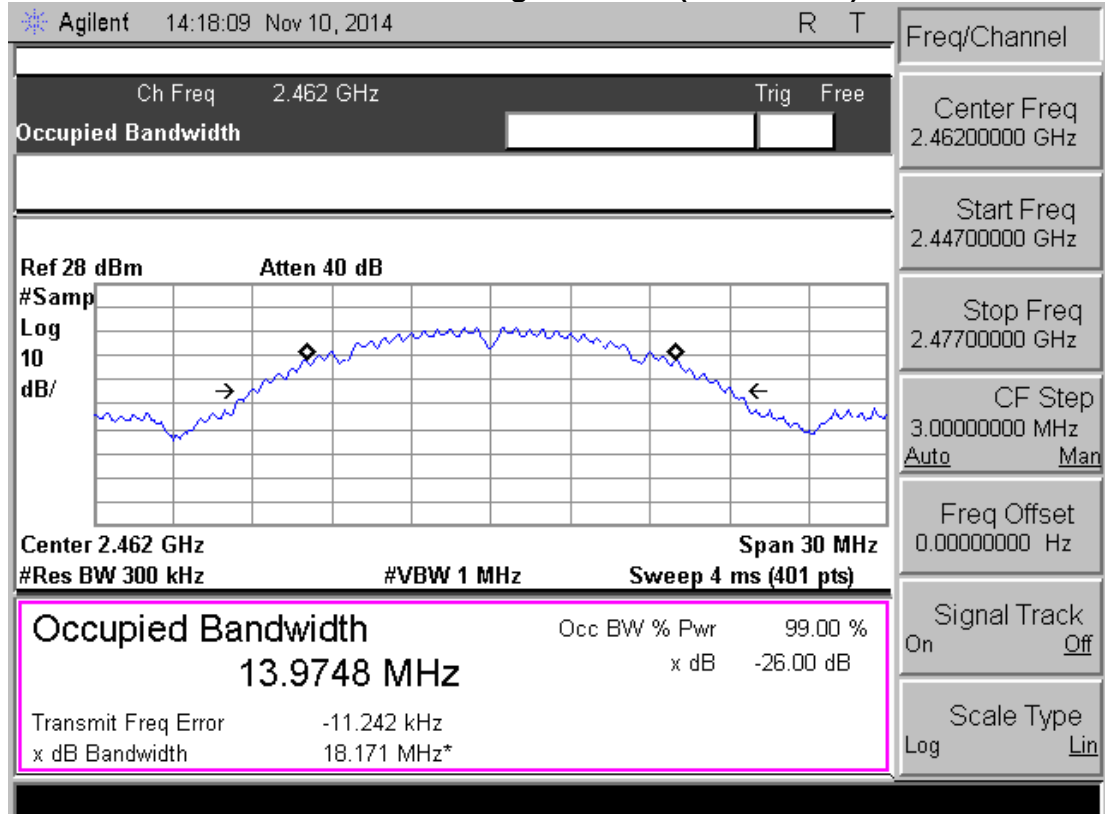 Agilent 14:18:09 Nov 10, 2014 R T
Freq/Channel
Ch Freq 2.462 GHz Trig Free
Occupied Bandwidth
Center Freq
2.46200000 GHz
Start Freq
2.44700000 GHz
Stop Freq
2.47700000 GHz
CF Step
3.00000000 MHz
Auto Man
Freq Offset
0.00000000 Hz
Signal Track
On Off
Scale Type
Log Lin
Ref 28 dBm Atten 40 dB
#Samp
Log
10
dB/
Center 2.462 GHz Span 30 MHz
#Res BW 300 kHz #VBW 1 MHz Sweep 4 ms (401 pts)
Occupied Bandwidth Occ BW % Pwr 99.00 %
13.9748 MHz x dB -26.00 dB
Transmit Freq Error -11.242 kHz
x dB Bandwidth 18.171 MHz*